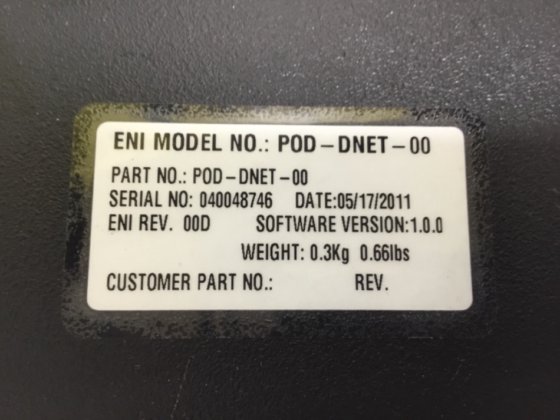 ENI MODEL NO.: POD-DNET-00
PART NO.: POD-DNET-00
SERIAL NO: 040048746 DATE:05/17/2011
ENI REV. 00D SOFTWARE VERSION:1.0.0
WEIGHT: 0.3Kg 0.66lbs
CUSTOMER PART NO.: REV.